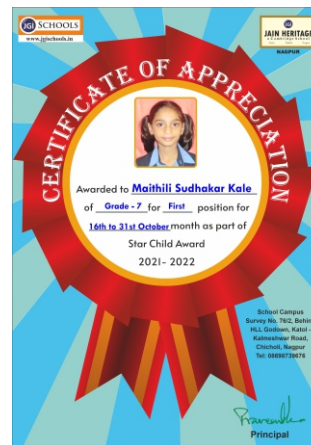 JGI SCHOOLS
www.jgischools.in
JAIN HERITAGE
a Cambridge School
NAGPUR
CERTIFICATE OF APPRECIATION
Awarded to Maithili Sudhakar Kale
of Grade - 7 for First position for
16th to 31st October month as part of
Star Child Award
2021- 2022
School Campus
Survey No. 76/2, Behind
HLL Godown, Katol -
Kalmeshwar Road,
Chicholi, Nagpur
Tel: 08698739676
Principal